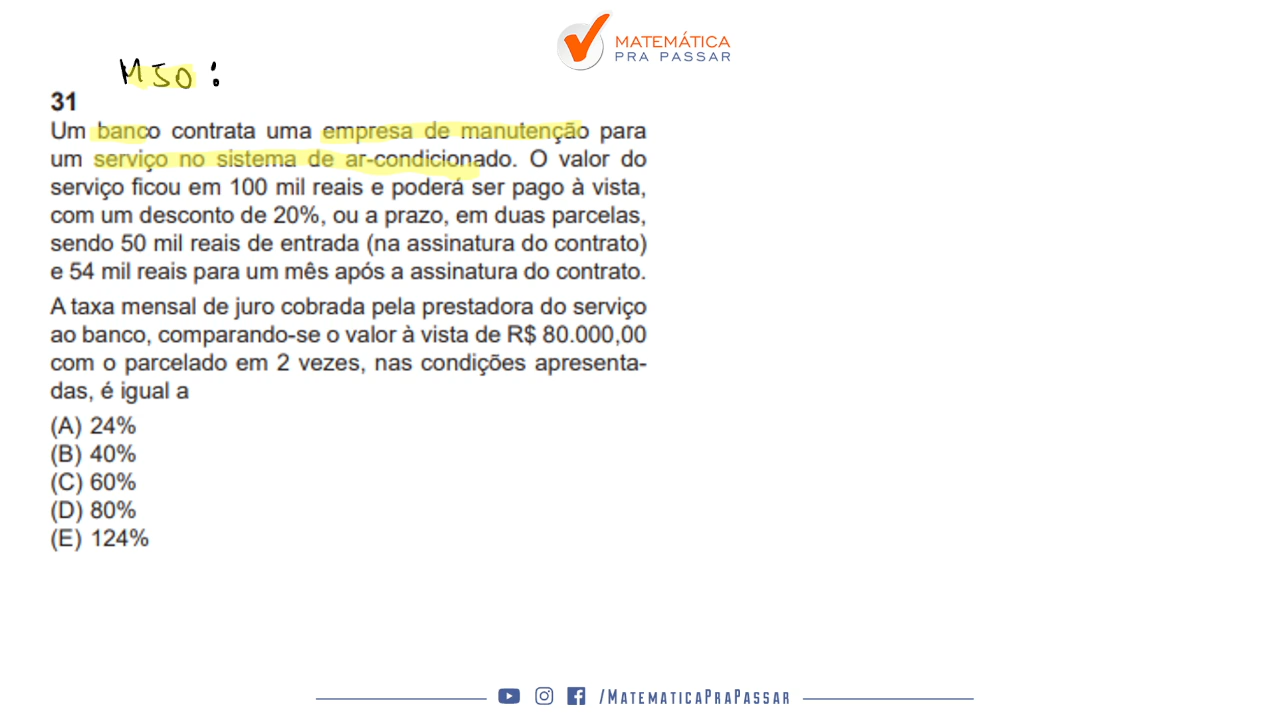 MATEMÁTICA
PRA PASSAR
M50:
31
Um banco contrata uma empresa de manutenção para
um serviço no sistema de ar-condicionado. O valor do
serviço ficou em 100 mil reais e poderá ser pago à vista,
com um desconto de 20%, ou a prazo, em duas parcelas,
sendo 50 mil reais de entrada (na assinatura do contrato)
e 54 mil reais para um mês após a assinatura do contrato.
A taxa mensal de juro cobrada pela prestadora do serviço
ao banco, comparando-se o valor à vista de R$ 80.000,00
com o parcelado em 2 vezes, nas condições apresenta-
das, é igual a
(A) 24%
(B) 40%
(C) 60%
(D) 80%
(E) 124%
/MATEMATICAPRAPASSAR